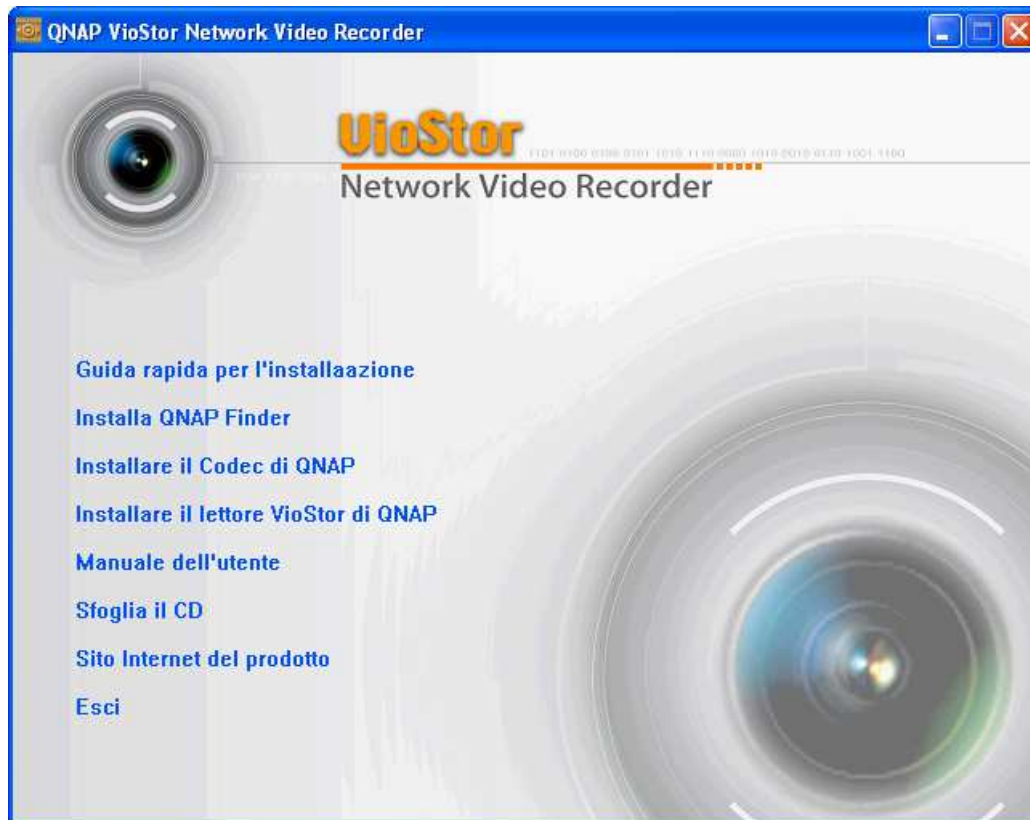 QNAP VioStor Network Video Recorder
VioStor
Network Video Recorder
Guida rapida per l'installaazione
Installa QNAP Finder
Installare il Codec di QNAP
Installare il lettore VioStor di QNAP
Manuale dell'utente
Sfoglia il CD
Sito Internet del prodotto
Esci